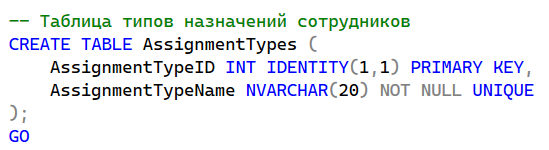 -- Таблица типов назначений сотрудников
CREATE TABLE AssignmentTypes (
    AssignmentTypeID INT IDENTITY(1,1) PRIMARY KEY,
    AssignmentTypeName NVARCHAR(20) NOT NULL UNIQUE
);
GO